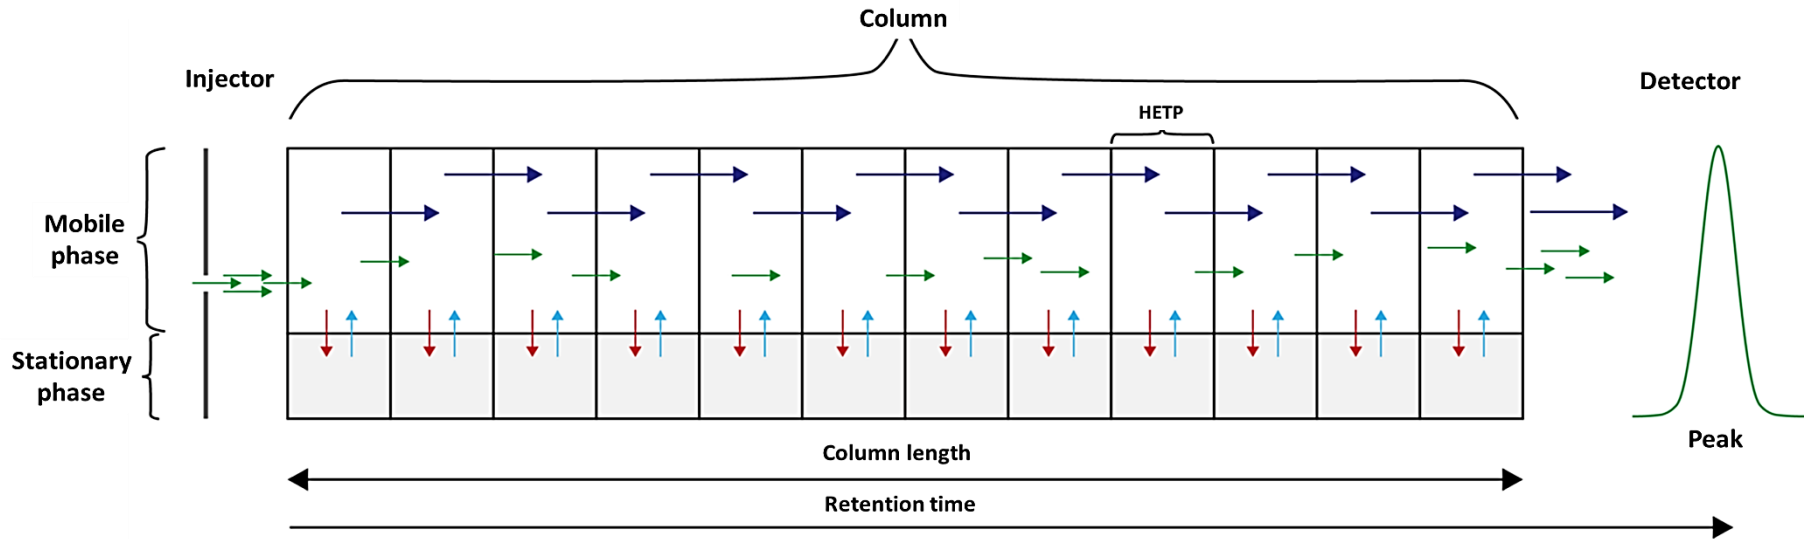 Column
Injector
Detector
HETP
Mobile
phase
Stationary
phase
Peak
Column length
Retention time